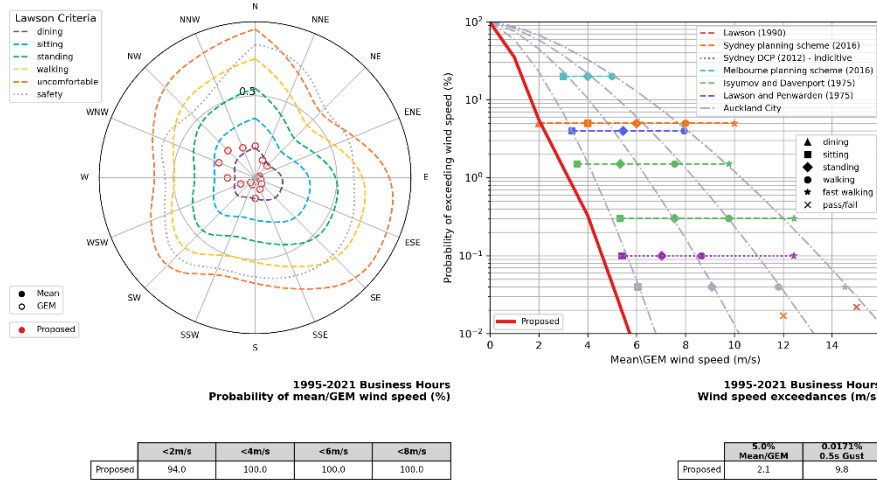 Lawson Criteria
dining
sitting
standing
walking
uncomfortable
safety
N
NNE
NE
ENE
E
ESE
SE
SSE
S
SSW
SW
WSW
W
WNW
NW
NNW
0.5
Mean
GEM
Proposed
Probability of exceeding wind speed (%)
10²
10¹
10⁰
10⁻¹
10⁻²
0
2
4
6
8
10
12
14
Mean\GEM wind speed (m/s)
Lawson (1990)
Sydney planning scheme (2016)
Sydney DCP (2012) - Indicitive
Melbourne planning scheme (2016)
Isyumov and Davenport (1975)
Lawson and Penwarden (1975)
Auckland City
dining
sitting
standing
walking
fast walking
pass/fail
Proposed
1995-2021 Business Hours
Probability of mean/GEM wind speed (%)
1995-2021 Business Hours
Wind speed exceedances (m/s
<2m/s <4m/s <6m/s <8m/s
Proposed 94.0 100.0 100.0 100.0
5.0% 0.0171%
Mean/GEM 0.5s Gust
Proposed 2.1 9.8